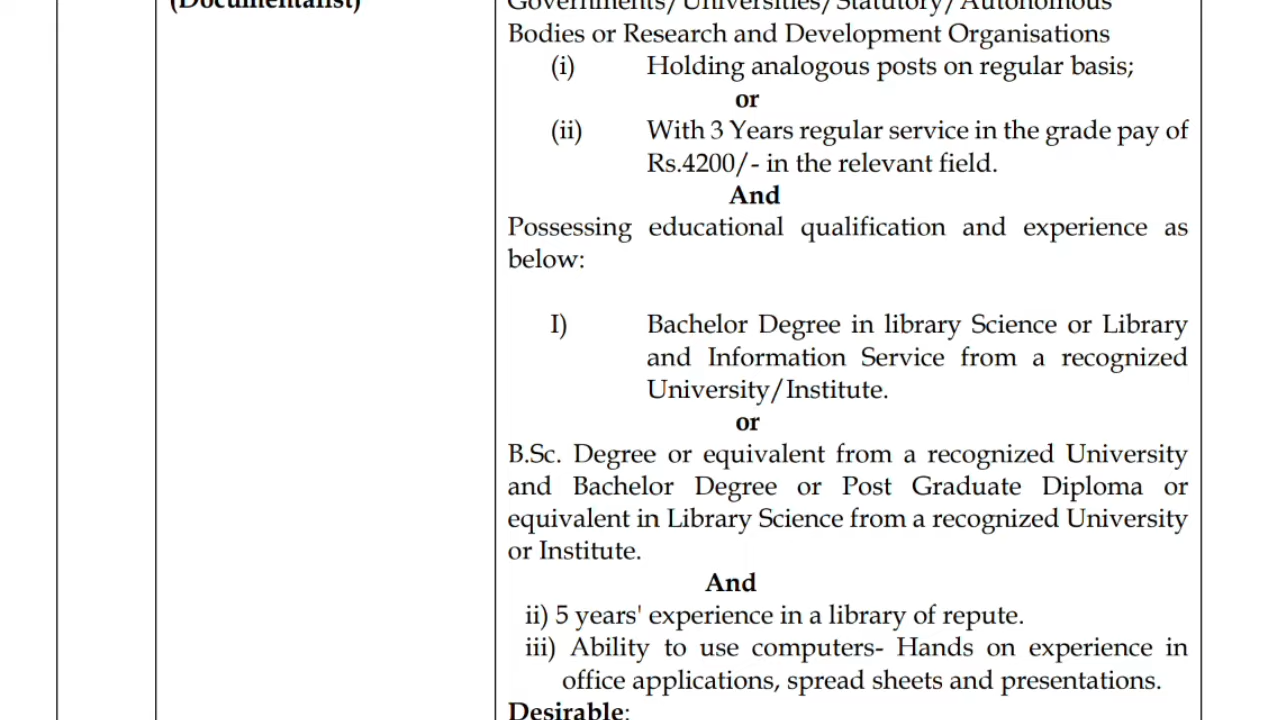 (Documentalist)
Governments/Universities/Statutory/Autonomous
Bodies or Research and Development Organisations
(i) Holding analogous posts on regular basis;
or
(ii) With 3 Years regular service in the grade pay of
Rs.4200/- in the relevant field.
And
Possessing educational qualification and experience as
below:
I) Bachelor Degree in library Science or Library
and Information Service from a recognized
University/Institute.
or
B.Sc. Degree or equivalent from a recognized University
and Bachelor Degree or Post Graduate Diploma or
equivalent in Library Science from a recognized University
or Institute.
And
ii) 5 years' experience in a library of repute.
iii) Ability to use computers- Hands on experience in
office applications, spread sheets and presentations.
Desirable: